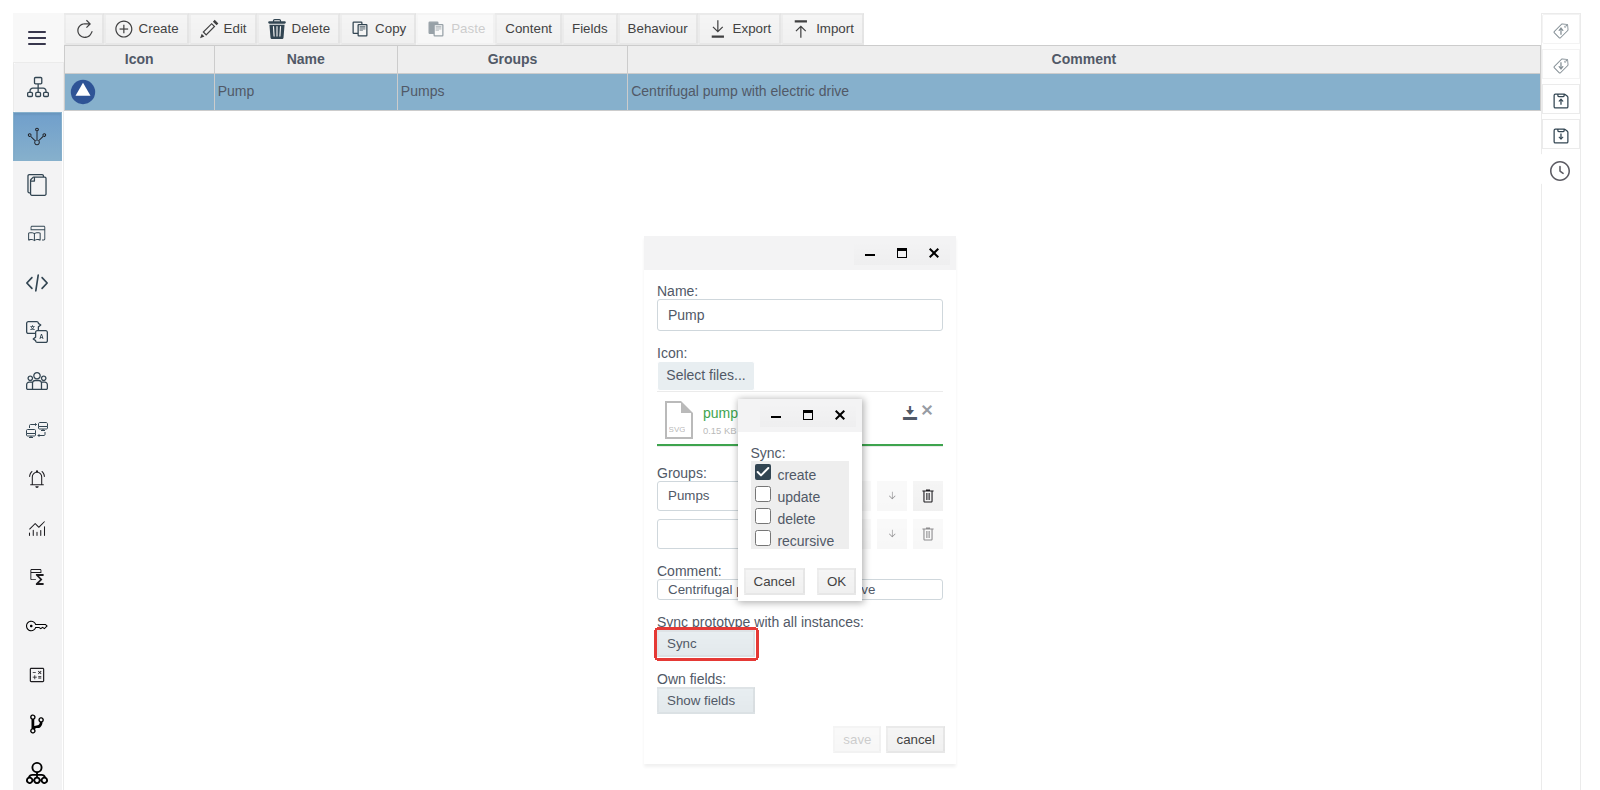 Create Edit Delete Copy Paste Content Fields Behaviour Export Import
Icon Name Groups Comment
Pump Pumps Centrifugal pump with electric drive
Name:
Pump
Icon:
Select files...
pump
SVG
0.15 KB
Sync:
create
update
delete
recursive
Cancel OK
Groups:
Pumps
Comment:
Centrifugal ve
Sync prototype with all instances:
Sync
Own fields:
Show fields
save cancel